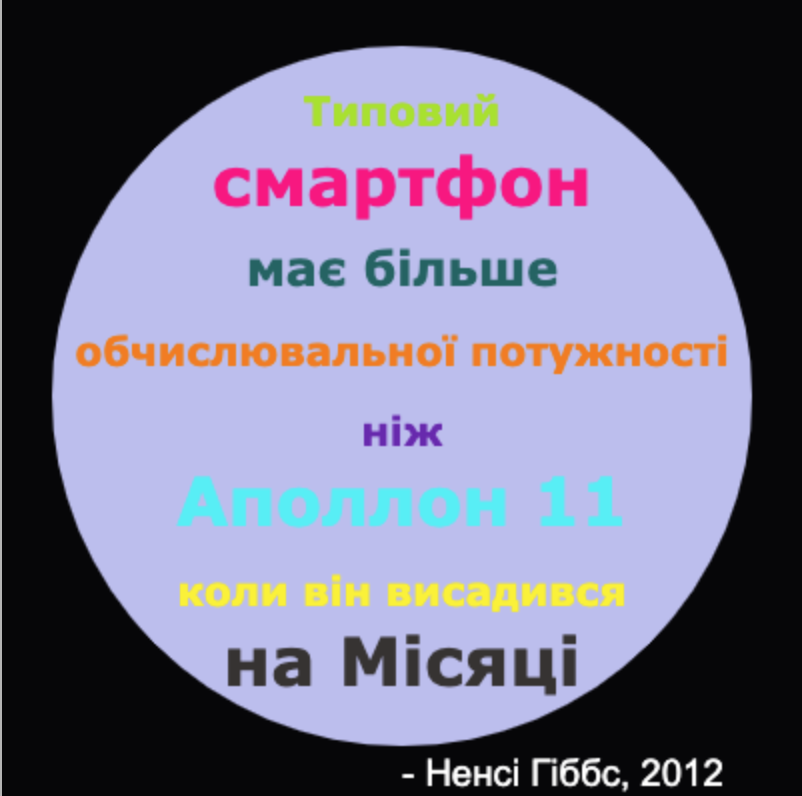 Типовий
смартфон
має більше
обчислювальної потужності
ніж
Аполлон 11
коли він висадився
на Місяці
- Ненсі Гіббс, 2012